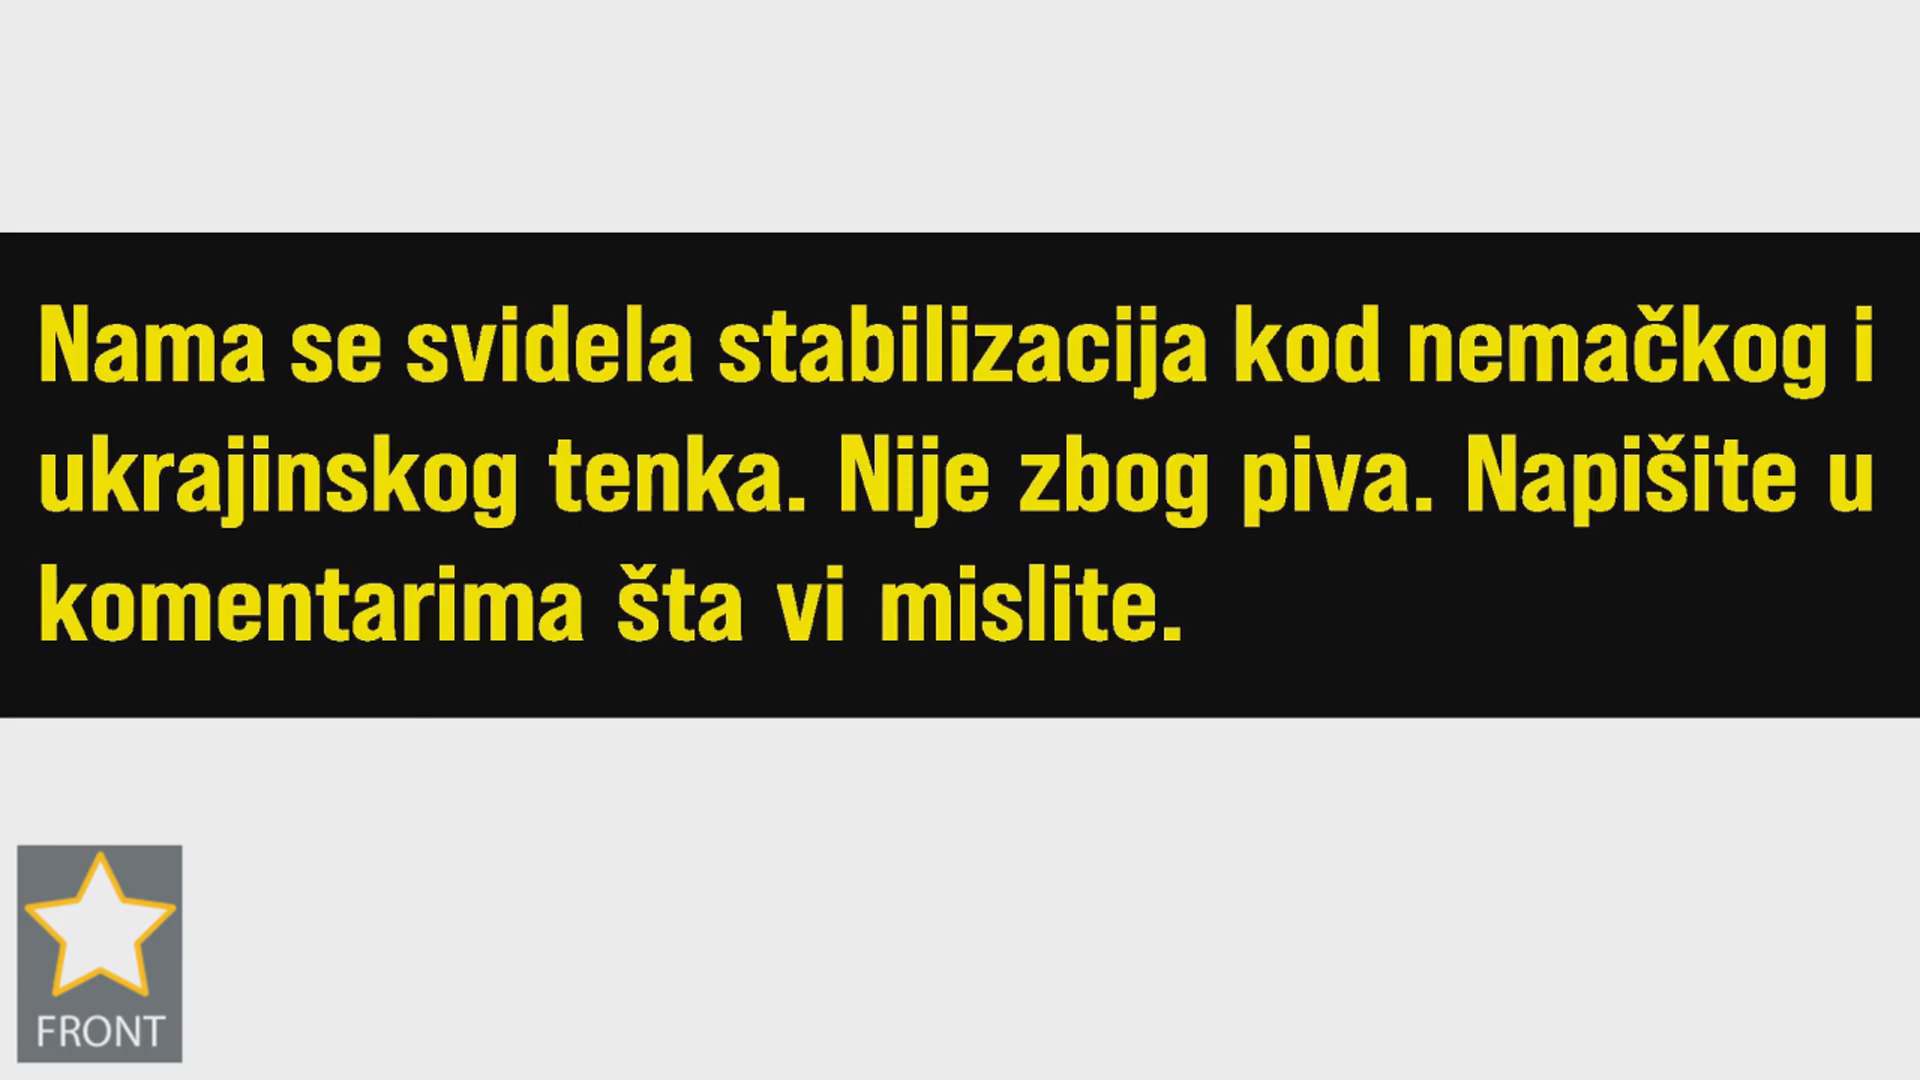 Nama se svidela stabilizacija kod nemačkog i
ukrajinskog tenka. Nije zbog piva. Napišite u
komentarima šta vi mislite.
FRONT